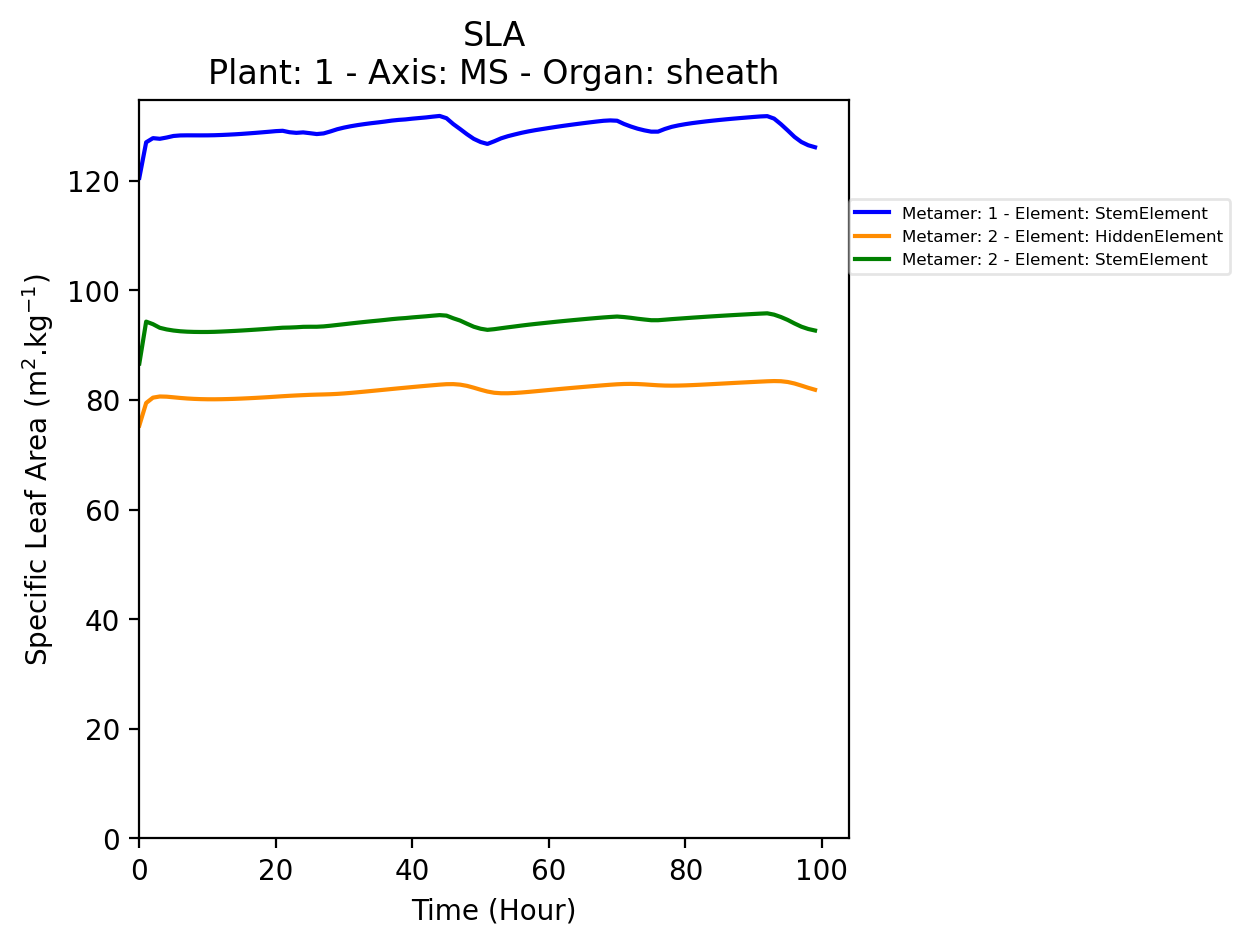 SLA
Plant: 1 - Axis: MS - Organ: sheath
Specific Leaf Area (m².kg⁻¹)
120
100
80
60
40
20
0
0 20 40 60 80 100
Time (Hour)
Metamer: 1 - Element: StemElement
Metamer: 2 - Element: HiddenElement
Metamer: 2 - Element: StemElement